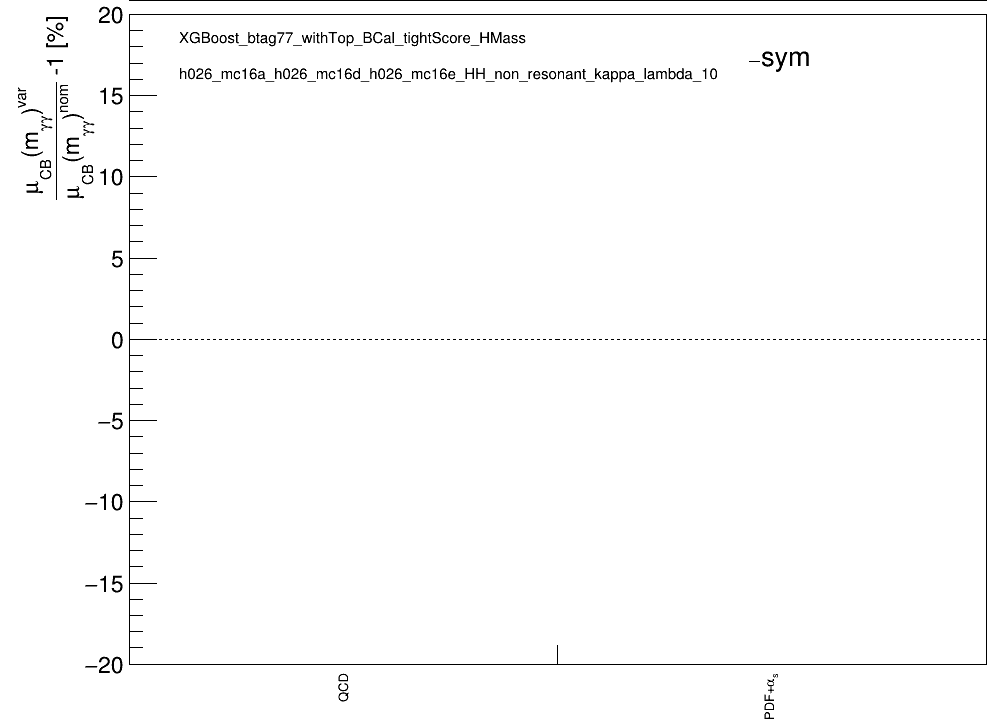 μCB(mγγ)var
μCB(mγγ)nom
-1 [%]
XGBoost_btag77_withTop_BCal_tightScore_HMass
h026_mc16a_h026_mc16d_h026_mc16e_HH_non_resonant_kappa_lambda_10
sym
20
15
10
5
0
−5
−10
−15
−20
QCD
PDF+αs